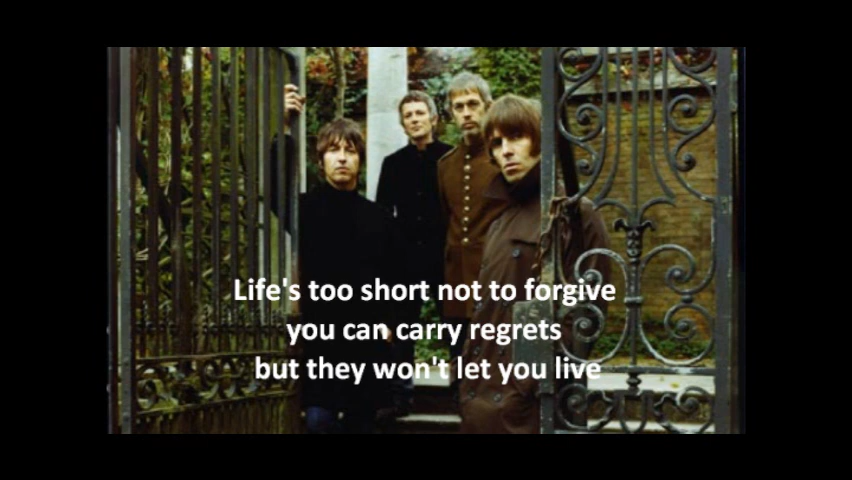 Life's too short not to forgive
you can carry regrets
but they won't let you live